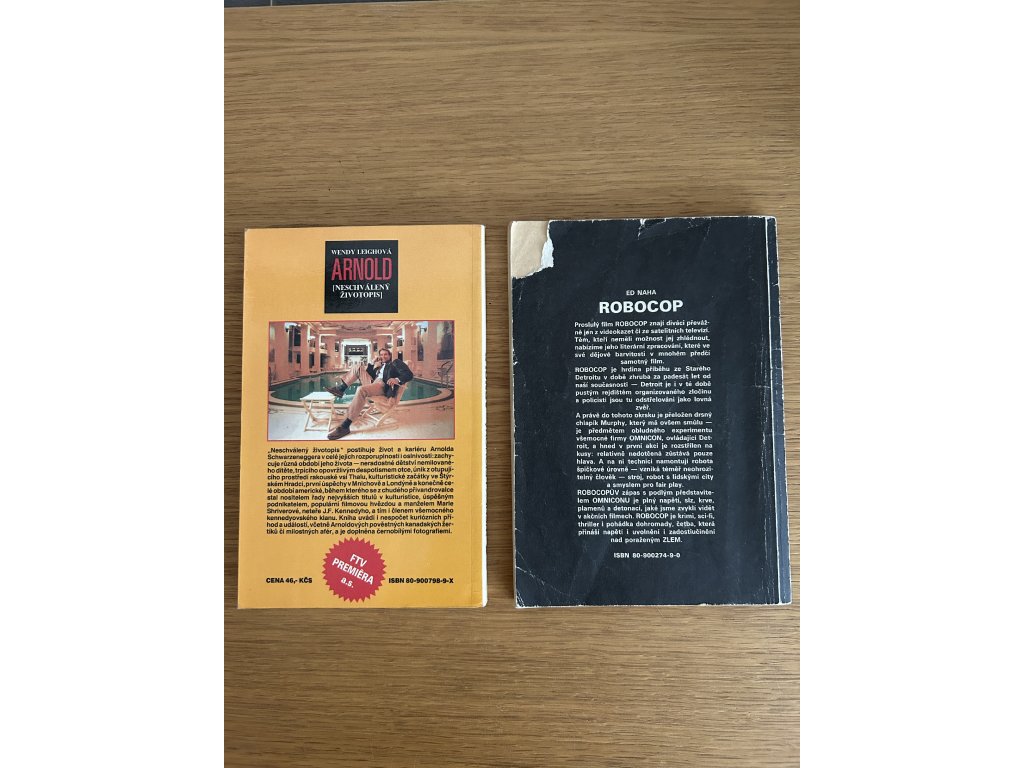 WENDY LEIGHOVÁ
ARNOLD
[NESCHVÁLENÝ
ŽIVOTOPIS]
„Neschválený životopis" postihuje život a kariéru Arnolda
Schwarzeneggera v celé jejich rozporuplnosti i oslnivosti: zachy-
cuje různá období jeho života — neradostné dětství nemilované-
ho dítěte, trpícího opovržlivým despotismem otce, únik z otupují-
cího prostředí rakouské vsi Thalu, kulturistické začátky ve Štýr-
ském Hradci, první úspěchy v Mnichově a Londýně a konečně ce-
lé období americké, během kterého se z chudého přivandrovalce
stal nositelem řady nejvyšších titulů v kulturistice, úspěšným
podnikatelem, populární filmovou hvězdou a manželem Marie
Shriverové, neteře J.F. Kennedyho, a tím i členem všemocného
kennedyovského klanu. Kniha uvádí i nespočet kuriózních pří-
hod a událostí, včetně Arnoldových pověstných kanadských žer-
tíků či milostných afér, a je doplněna černobílými fotografiemi.
FTV
PREMIÉRA
a.s.
CENA 46,- KČS
ISBN 80-900798-9-X
ED NAHA
ROBOCOP
Proslulý film ROBOCOP znají diváci převáž-
ně jen z videokazet či ze satelitních televizí.
Těm, kteří neměli možnost jej zhlédnout,
nabízíme jeho literární zpracování, které ve
své dějové barvitosti v mnohém předčí
samotný film.
ROBOCOP je hrdina příběhu ze Starého
Detroitu v době zhruba za padesát let od
naší současnosti — Detroit je i v té době
pustým rejdištěm organizovaného zločinu
a policisti jsou tu odstřelováni jako lovná
zvěř.
A právě do tohoto okrsku je přeložen drsný
chlapík Murphy, který má ovšem smůlu —
je předmětem obludného experimentu
všemocné firmy OMNICON, ovládající Det-
roit, a hned v první akci je rozstřílen na
kusy: relativně nedotčená zůstává pouze
hlava. A na ni technici namontují robota
špičkové úrovně — vzniká téměř neohrozi-
telný člověk — stroj, robot s lidskými city
a smyslem pro fair play.
ROBOCOPŮV zápas s podlým představite-
lem OMNICONU je plný napětí, slz, krve,
plamenů a detonací, jaké jsme zvyklí vidět
v akčních filmech. ROBOCOP je krimi, sci-fi,
thriller i pohádka dohromady, četba, která
přináší napětí i uvolnění i zadostiučinění
nad poraženým ZLEM.
ISBN 80-900274-9-0